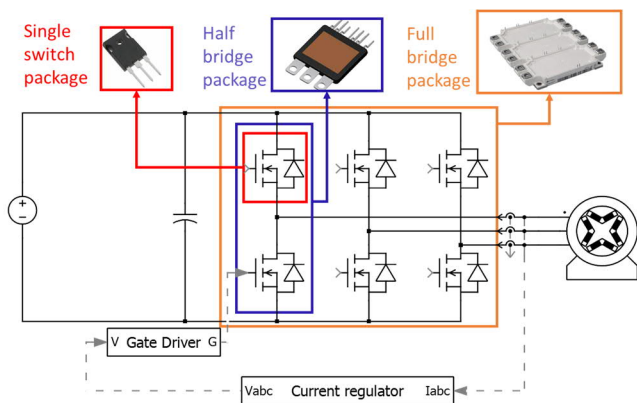 Single
switch
package
Half
bridge
package
Full
bridge
package
V Gate Driver G
Vabc Current regulator Iabc